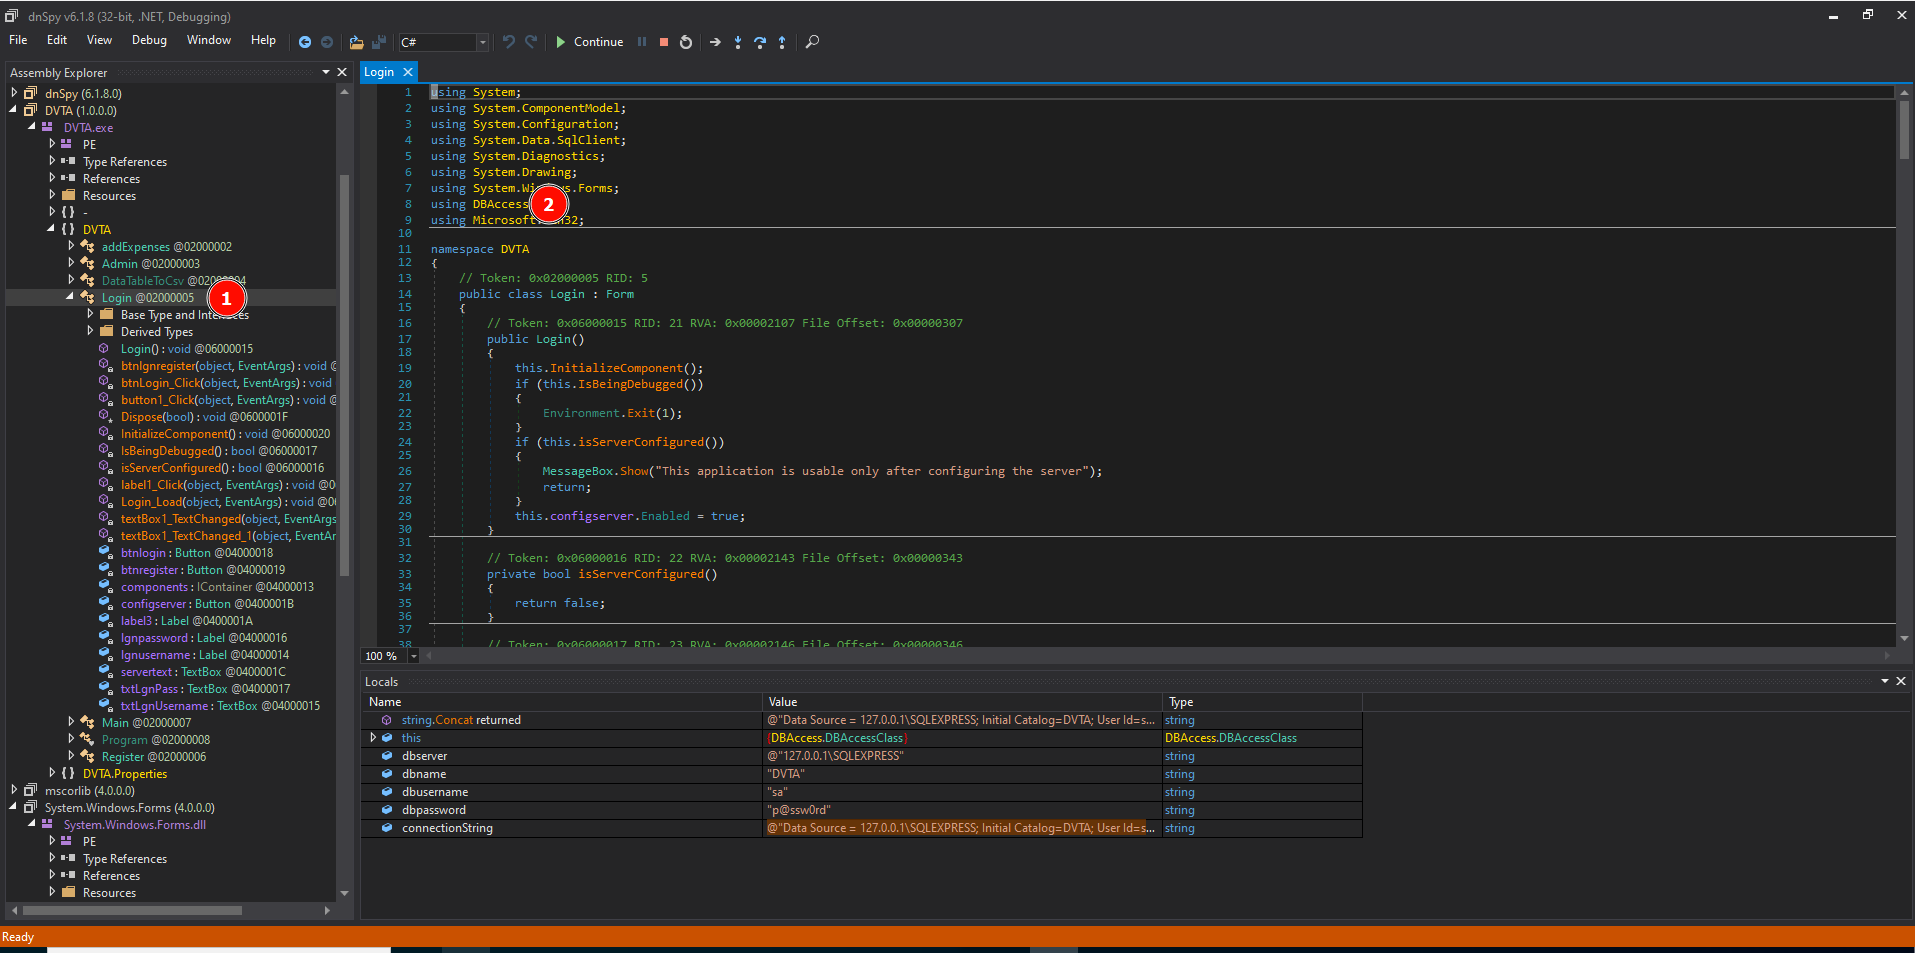 dnSpy v6.1.8 (32-bit, .NET, Debugging)
File Edit View Debug Window Help C# Continue
Assembly Explorer
dnSpy (6.1.8.0)
DVTA (1.0.0.0)
DVTA.exe
PE
Type References
References
Resources
{ } -
{ } DVTA
addExpenses @02000002
Admin @02000003
DataTableToCsv @02000004
Login @02000005
1
Base Type and Interfaces
Derived Types
Login() : void @06000015
btnlgnregister(object, EventArgs) : void @
btnLogin_Click(object, EventArgs) : void
button1_Click(object, EventArgs) : void @
Dispose(bool) : void @0600001F
InitializeComponent() : void @06000020
IsBeingDebugged() : bool @06000017
isServerConfigured() : bool @06000016
label1_Click(object, EventArgs) : void @0
Login_Load(object, EventArgs) : void @0
textBox1_TextChanged(object, EventArgs
textBox1_TextChanged_1(object, EventAr
btnlogin : Button @04000018
btnregister : Button @04000019
components : IContainer @04000013
configserver : Button @0400001B
label3 : Label @0400001A
lgnpassword : Label @04000016
lgnusername : Label @04000014
servertext : TextBox @0400001C
txtLgnPass : TextBox @04000017
txtLgnUsername : TextBox @04000015
Main @02000007
Program @02000008
Register @02000006
{ } DVTA.Properties
mscorlib (4.0.0.0)
System.Windows.Forms (4.0.0.0)
System.Windows.Forms.dll
PE
Type References
References
Resources
Login
1 using System;
2 using System.ComponentModel;
3 using System.Configuration;
4 using System.Data.SqlClient;
5 using System.Diagnostics;
6 using System.Drawing;
7 using System.Windows.Forms;
8 using DBAccess
2
9 using Microsoft.Win32;
10
11 namespace DVTA
12 {
13 // Token: 0x02000005 RID: 5
14 public class Login : Form
15 {
16 // Token: 0x06000015 RID: 21 RVA: 0x00002107 File Offset: 0x00000307
17 public Login()
18 {
19 this.InitializeComponent();
20 if (this.IsBeingDebugged())
21 {
22 Environment.Exit(1);
23 }
24 if (this.isServerConfigured())
25 {
26 MessageBox.Show("This application is usable only after configuring the server");
27 return;
28 }
29 this.configserver.Enabled = true;
30 }
31
32 // Token: 0x06000016 RID: 22 RVA: 0x00002143 File Offset: 0x00000343
33 private bool isServerConfigured()
34 {
35 return false;
36 }
37
38 // Token: 0x06000017 RID: 23 RVA: 0x00002146 File Offset: 0x00000346
100 %
Locals
Name Value Type
string.Concat returned @"Data Source = 127.0.0.1\SQLEXPRESS; Initial Catalog=DVTA; User Id=s... string
this {DBAccess.DBAccessClass} DBAccess.DBAccessClass
dbserver @"127.0.0.1\SQLEXPRESS" string
dbname "DVTA" string
dbusername "sa" string
dbpassword "p@ssw0rd" string
connectionString @"Data Source = 127.0.0.1\SQLEXPRESS; Initial Catalog=DVTA; User Id=s... string
Ready